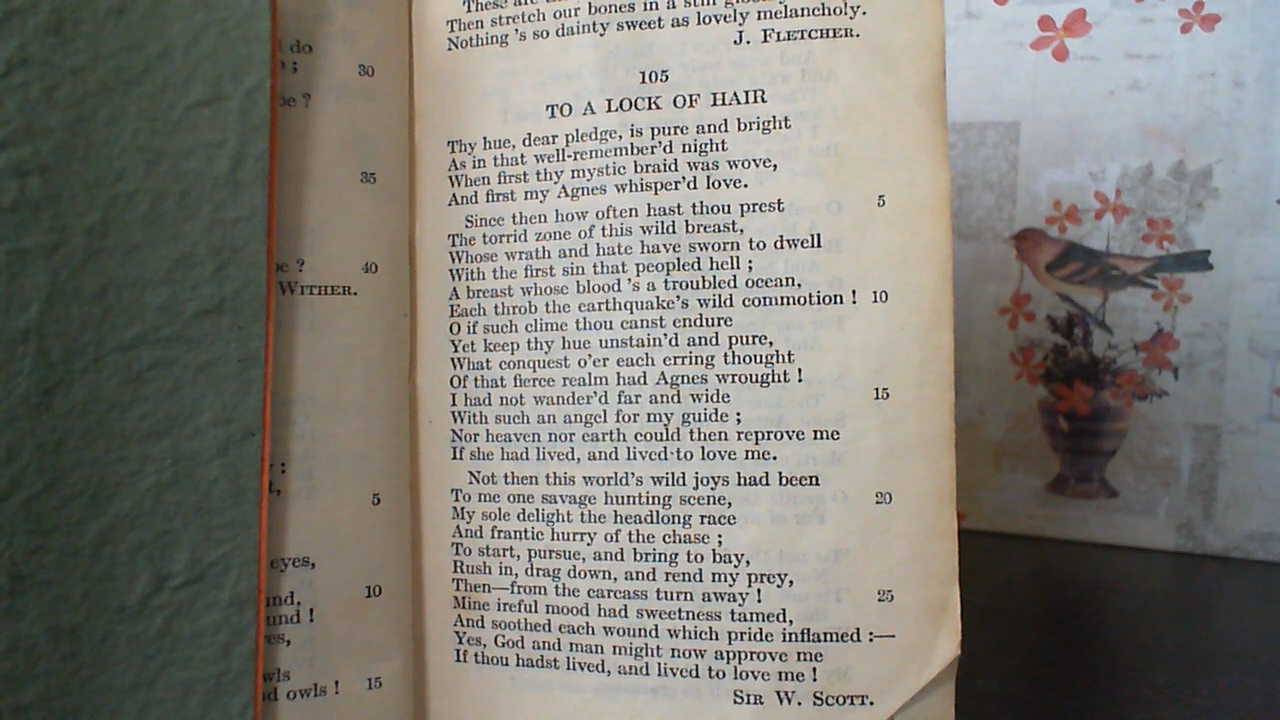 do
;
30
be ?
35
be ?
40
WITHER.
:
t,
5
eyes,
10
und !
owls ! 15
These are
Then stretch our bones in a still
Nothing 's so dainty sweet as lovely melancholy.
J. FLETCHER.
105
TO A LOCK OF HAIR
Thy hue, dear pledge, is pure and bright
As in that well-remember'd night
When first thy mystic braid was wove,
And first my Agnes whisper'd love.
Since then how often hast thou prest 5
The torrid zone of this wild breast,
Whose wrath and hate have sworn to dwell
With the first sin that peopled hell ;
A breast whose blood 's a troubled ocean,
Each throb the earthquake's wild commotion ! 10
O if such clime thou canst endure
Yet keep thy hue unstain'd and pure,
What conquest o'er each erring thought
Of that fierce realm had Agnes wrought !
I had not wander'd far and wide 15
With such an angel for my guide ;
Nor heaven nor earth could then reprove me
If she had lived, and lived to love me.
Not then this world's wild joys had been
To me one savage hunting scene, 20
My sole delight the headlong race
And frantic hurry of the chase ;
To start, pursue, and bring to bay,
Rush in, drag down, and rend my prey,
Then—from the carcass turn away ! 25
Mine ireful mood had sweetness tamed,
And soothed each wound which pride inflamed :—
Yes, God and man might now approve me
If thou hadst lived, and lived to love me !
SIR W. SCOTT.